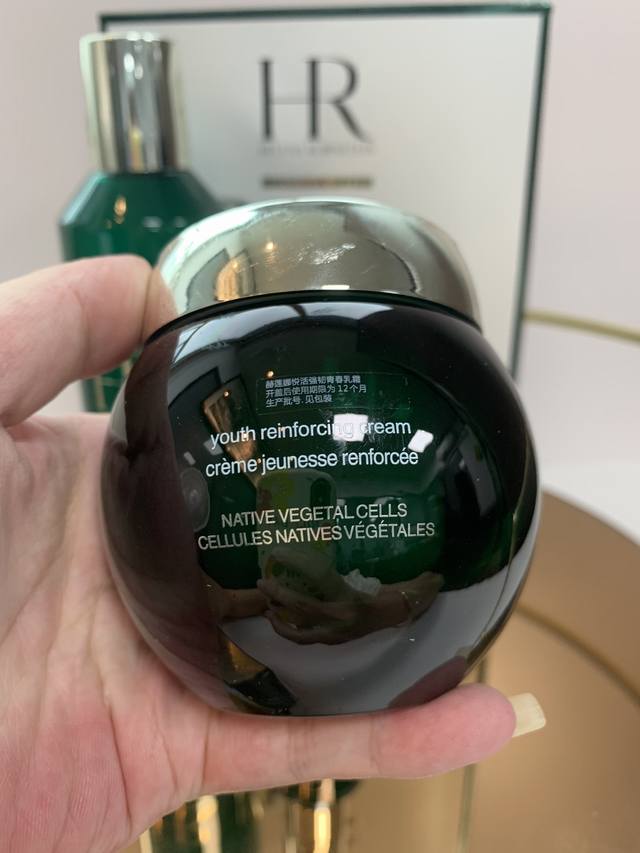 HR
赫莲娜悦活强韧青春乳霜
开盖后使用期限为12个月
生产批号.见包装
youth reinforcing cream
crème jeunesse renforcée
NATIVE VEGETAL CELLS
CELLULES NATIVES VÉGÉTALES